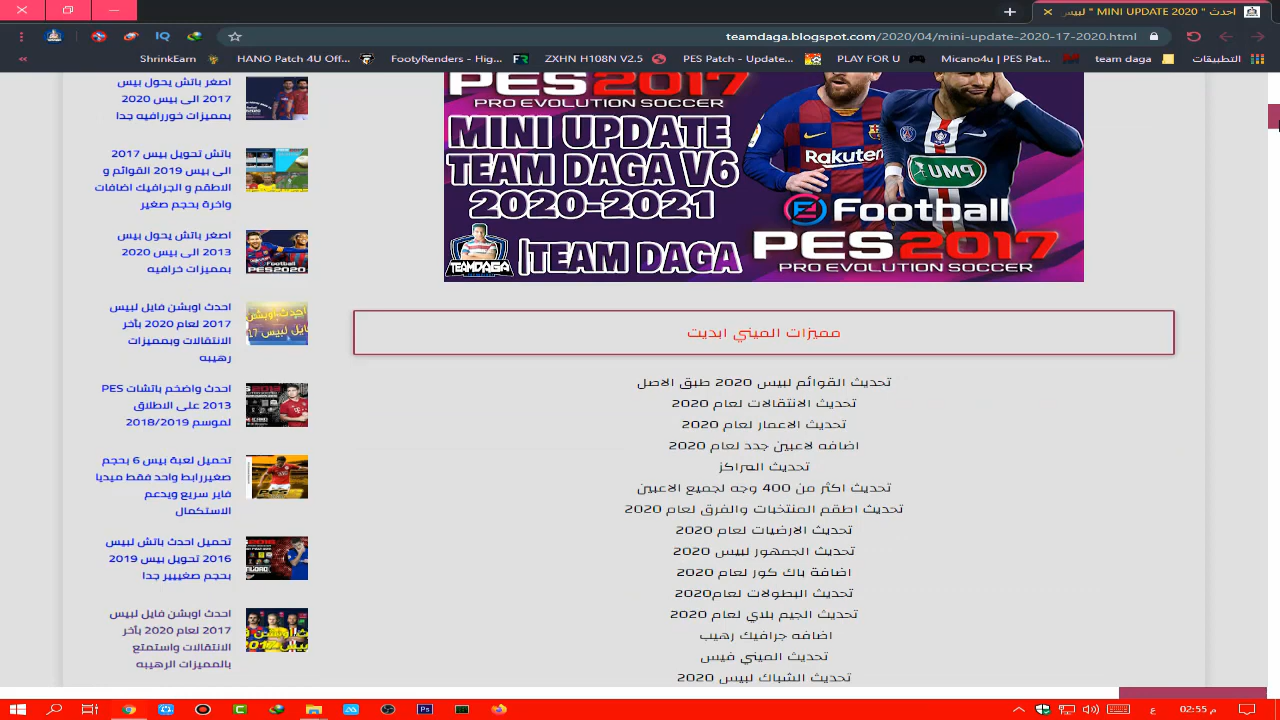 احدث " MINI UPDATE 2020 " لبيس
teamdaga.blogspot.com/2020/04/mini-update-2020-17-2020.html
IQ
التطبيقات
team daga
Micano4u | PES Pat...
PLAY FOR U
PES Patch - Update...
ZXHN H108N V2.5
FootyRenders - Hig...
HANO Patch 4U Off...
ShrinkEarn
PES2017
PRO EVOLUTION SOCCER
MINI UPDATE
TEAM DAGA V6
2020-2021
TEAMDAGA
TEAM DAGA
Rakuten
PMU
Football
PES2017
PRO EVOLUTION SOCCER
مميزات الميني ابديت
تحديث القوائم لبيس 2020 طبق الاصل
تحديث الانتقالات لعام 2020
تحديث الاعمار لعام 2020
اضافه لاعبين جدد لعام 2020
تحديث المراكز
تحديث اكثر من 400 وجه لجميع الاعبين
تحديث اطقم المنتخبات والفرق لعام 2020
تحديث الارضيات لعام 2020
تحديث الجمهور لبيس 2020
اضافة باك كور لعام 2020
تحديث البطولات لعام2020
تحديث الجيم بلاي لعام 2020
اضافه جرافيك رهيب
تحديث الميني فيس
تحديث الشباك لبيس 2020
اصغر باتش يحول بيس
2017 الى بيس 2020
بمميزات خوررافيه جدا
باتش تحويل بيس 2017
الى بيس 2019 القوائم و
الاطقم و الجرافيك اضافات
واخرة بحجم صغير
اصغر باتش يحول بيس
2013 الى بيس 2020
بمميزات خرافيه
احدث اوبشن فايل لبيس
2017 لعام 2020 بآخر
الانتقالات وبمميزات
رهيبه
احدث واضخم باتشات PES
2013 على الاطلاق
لموسم 2018/2019
تحميل لعبة بيس 6 بحجم
صغيررابط واحد فقط ميديا
فاير سريع ويدعم
الاستكمال
تحميل احدث باتش لبيس
2016 تحويل بيس 2019
بحجم صغييير جدا
احدث اوبشن فايل لبيس
2017 لعام 2020 بآخر
الانتقالات واستمتع
بالمميزات الرهيبه
Ps
ع
02:55 م